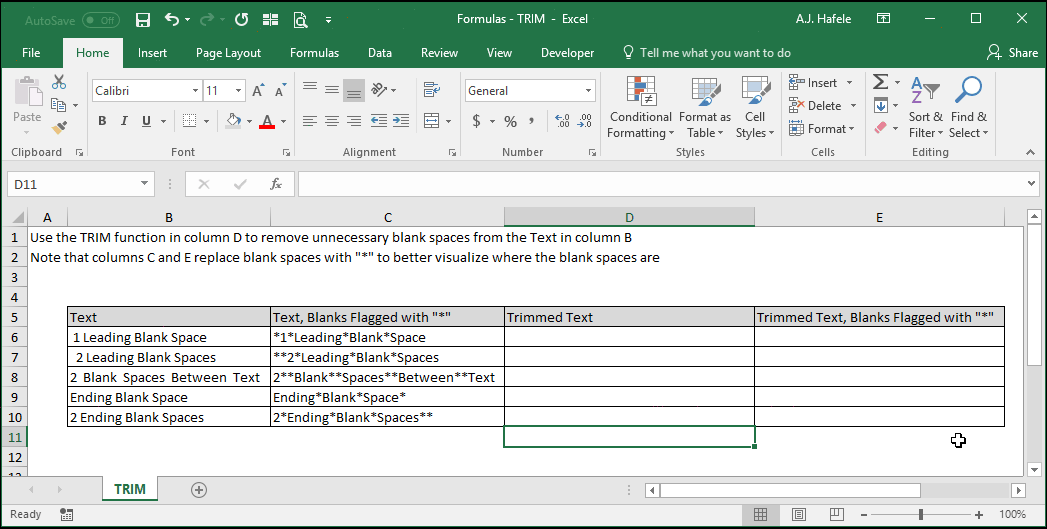 AutoSave Off Formulas - TRIM - Excel A.J. Hafele
File Home Insert Page Layout Formulas Data Review View Developer Tell me what you want to do Share
Paste
Calibri 11
B I U A
General
$ % ,
Conditional Formatting
Format as Table
Cell Styles
Insert
Delete
Format
Sort & Filter
Find & Select
Clipboard Font Alignment Number Styles Cells Editing
D11 fx
A B C D E
1 Use the TRIM function in column D to remove unnecessary blank spaces from the Text in column B
2 Note that columns C and E replace blank spaces with "*" to better visualize where the blank spaces are
3
4
5 Text Text, Blanks Flagged with "*" Trimmed Text Trimmed Text, Blanks Flagged with "*"
6  1 Leading Blank Space *1*Leading*Blank*Space
7   2 Leading Blank Spaces **2*Leading*Blank*Spaces
8 2  Blank  Spaces  Between  Text 2**Blank**Spaces**Between**Text
9 Ending Blank Space Ending*Blank*Space*
10 2 Ending Blank Spaces 2*Ending*Blank*Spaces**
11
12
TRIM
Ready 100%